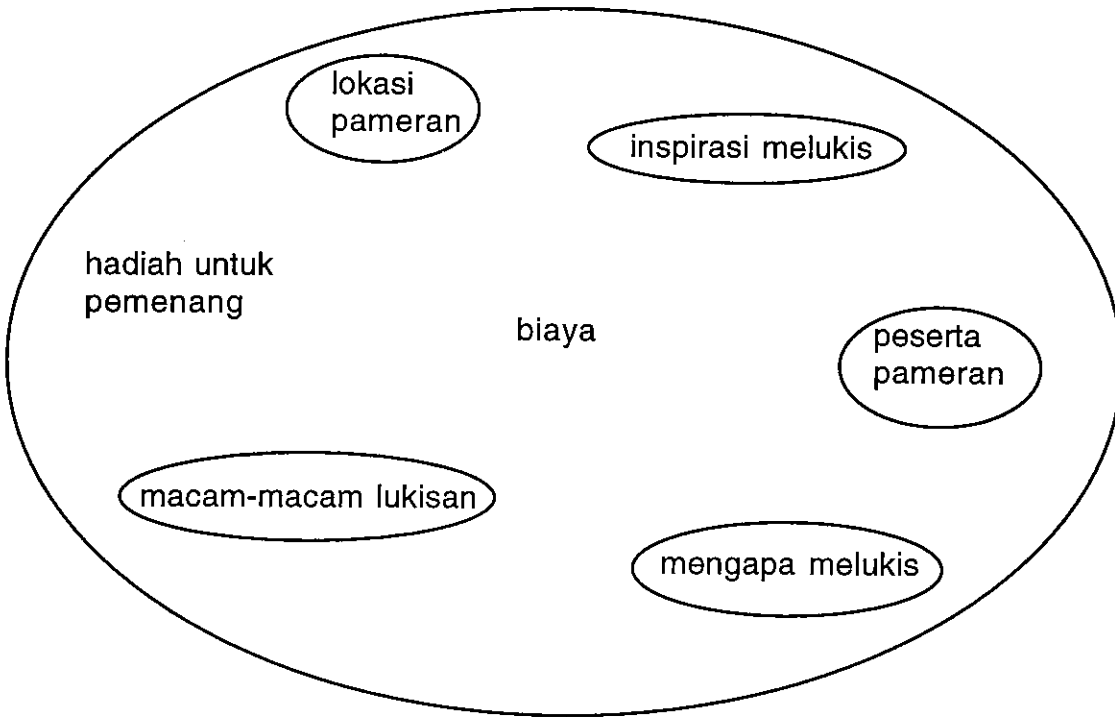 lokasi
pameran
inspirasi melukis
hadiah untuk
pemenang
biaya
peserta
pameran
macam-macam lukisan
mengapa melukis